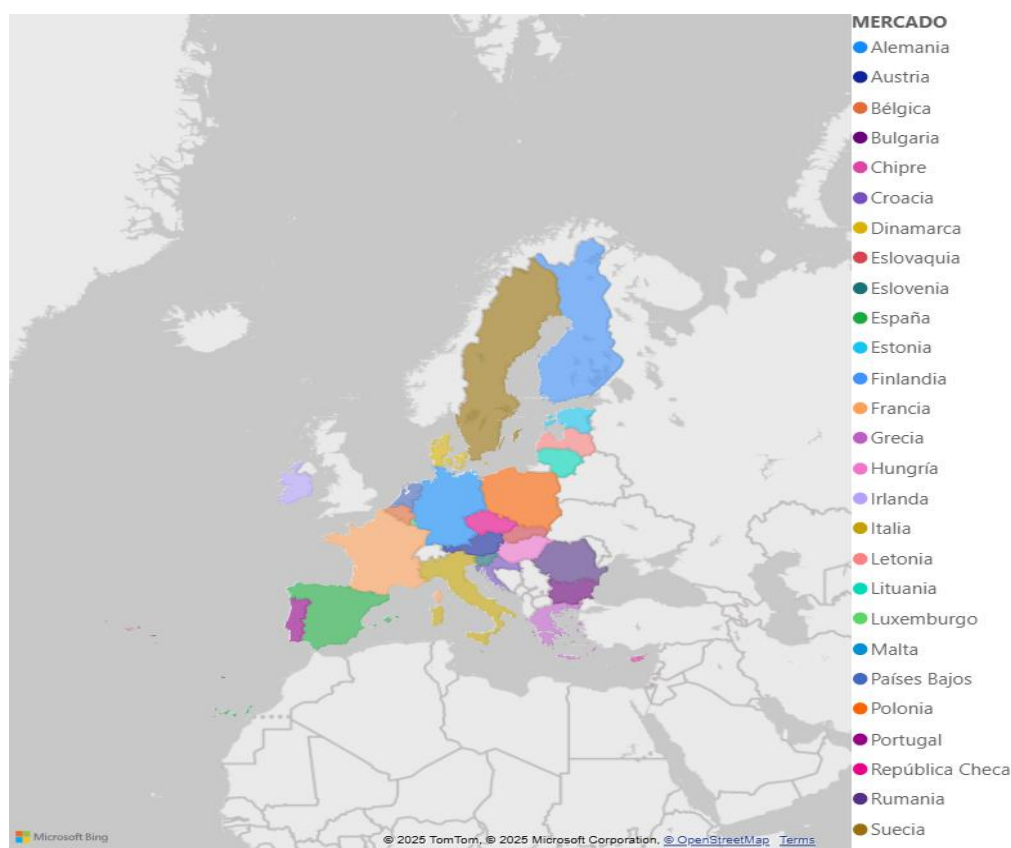 MERCADO
Alemania
Austria
Bélgica
Bulgaria
Chipre
Croacia
Dinamarca
Eslovaquia
Eslovenia
España
Estonia
Finlandia
Francia
Grecia
Hungría
Irlanda
Italia
Letonia
Lituania
Luxemburgo
Malta
Países Bajos
Polonia
Portugal
República Checa
Rumania
Suecia
Microsoft Bing
© 2025 TomTom, © 2025 Microsoft Corporation, © OpenStreetMap Terms